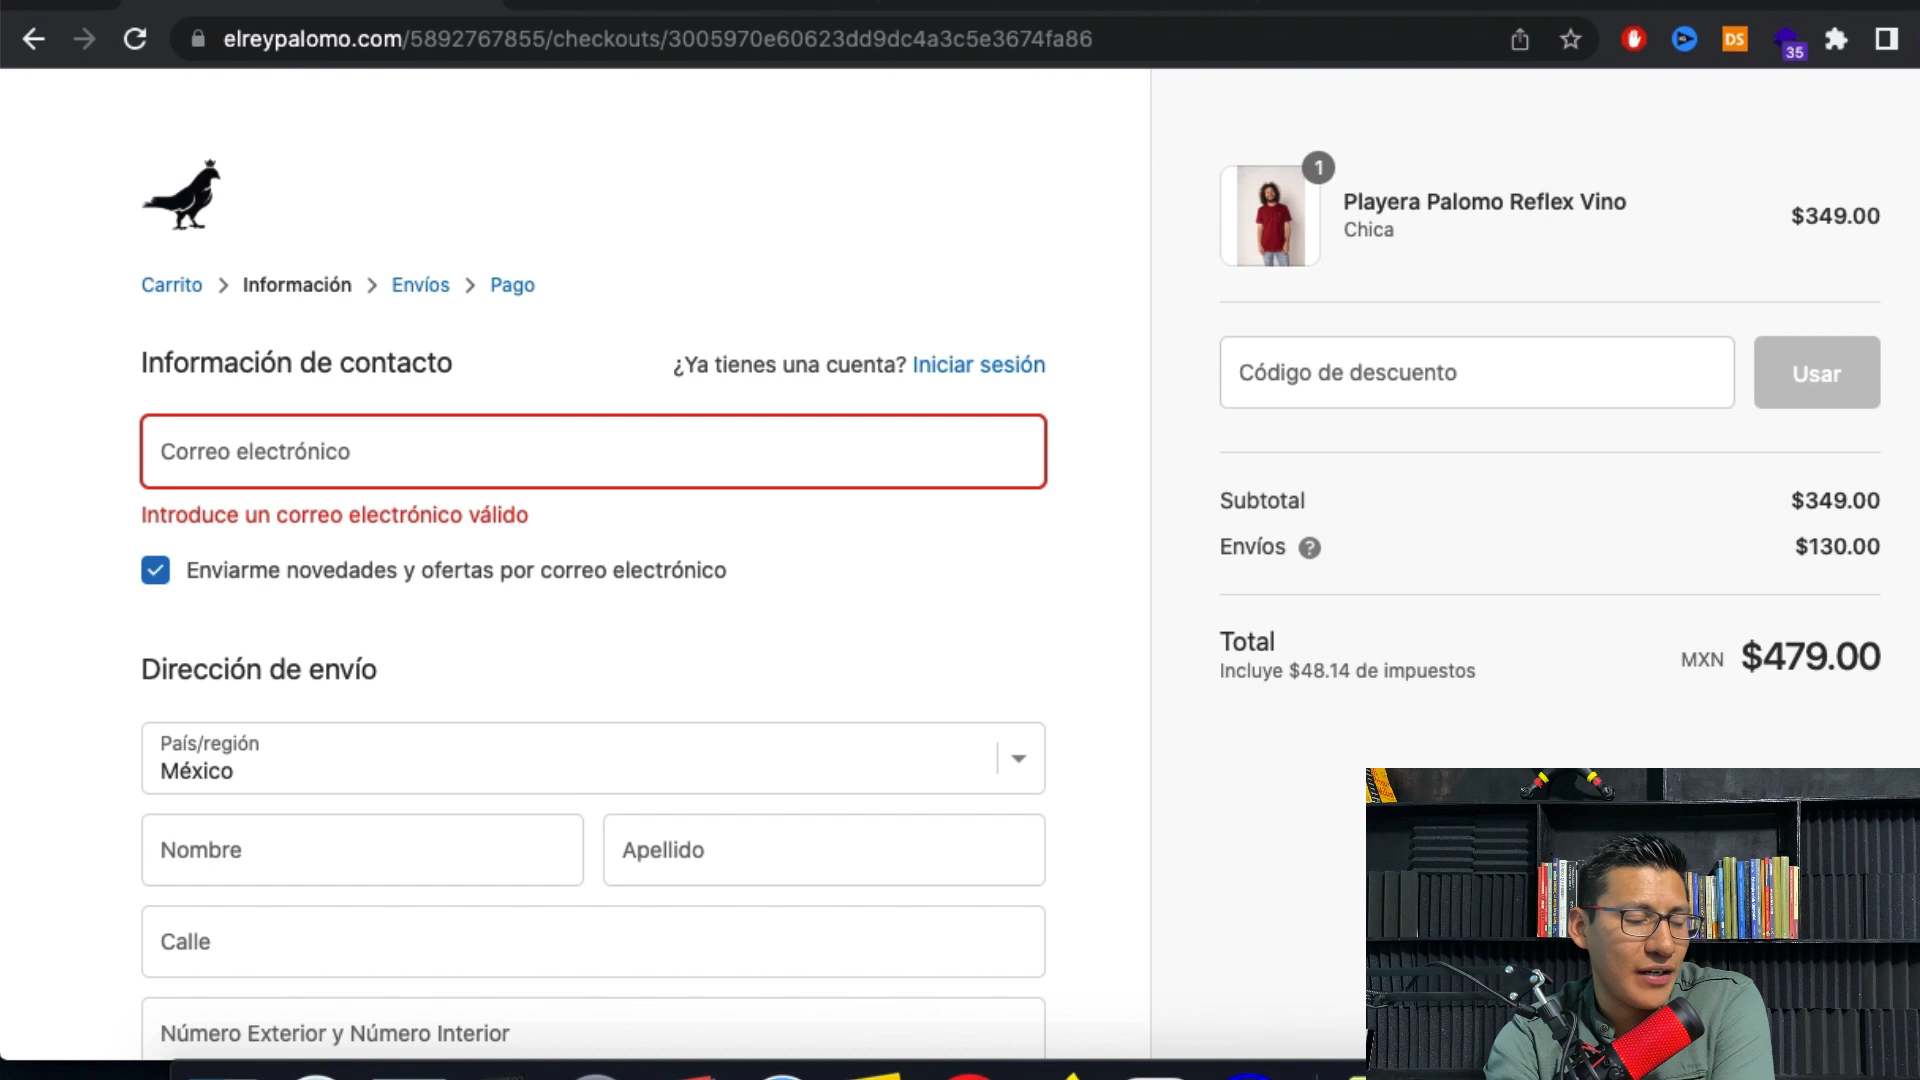 elreypalomo.com/5892767855/checkouts/3005970e60623dd9dc4a3c5e3674fa86
DS
35
Carrito > Información > Envíos > Pago
Información de contacto
¿Ya tienes una cuenta? Iniciar sesión
Correo electrónico
Introduce un correo electrónico válido
Enviarme novedades y ofertas por correo electrónico
Dirección de envío
País/región
México
Nombre
Apellido
Calle
Número Exterior y Número Interior
1
Playera Palomo Reflex Vino
Chica
$349.00
Código de descuento
Usar
Subtotal
$349.00
Envíos ?
$130.00
Total
Incluye $48.14 de impuestos
MXN $479.00